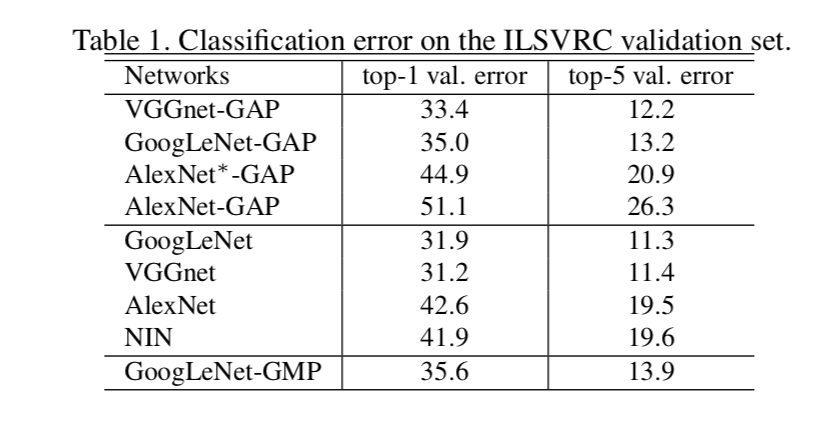 Table 1. Classification error on the ILSVRC validation set.
Networks top-1 val. error top-5 val. error
VGGnet-GAP 33.4 12.2
GoogLeNet-GAP 35.0 13.2
AlexNet*-GAP 44.9 20.9
AlexNet-GAP 51.1 26.3
GoogLeNet 31.9 11.3
VGGnet 31.2 11.4
AlexNet 42.6 19.5
NIN 41.9 19.6
GoogLeNet-GMP 35.6 13.9